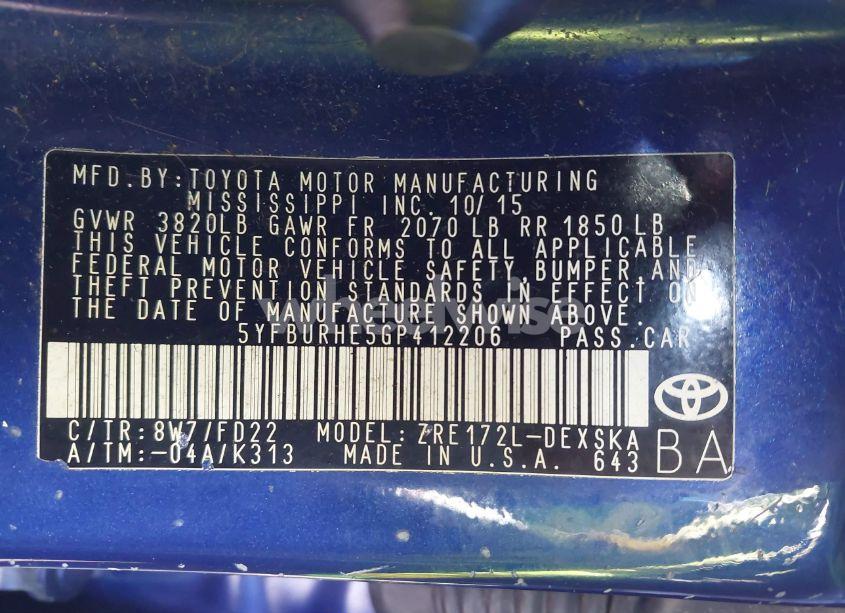 MFD.BY:TOYOTA MOTOR MANUFACTURING
MISSISSIPPI INC. 10/15
GVWR 3820LB GAWR FR 2070 LB RR 1850 LB
THIS VEHICLE CONFORMS TO ALL APPLICABLE
FEDERAL MOTOR VEHICLE SAFETY,BUMPER,AND
THEFT PREVENTION STANDARDS IN EFFECT ON
THE DATE OF MANUFACTURE SHOWN ABOVE.
wheelwise
5YFBURHE5GP412206 PASS.CAR
C/TR:8W7/FD22 MODEL:ZRE172L-DEXSKA
A/TM:-04A/K313 MADE IN U.S.A. 643
BA